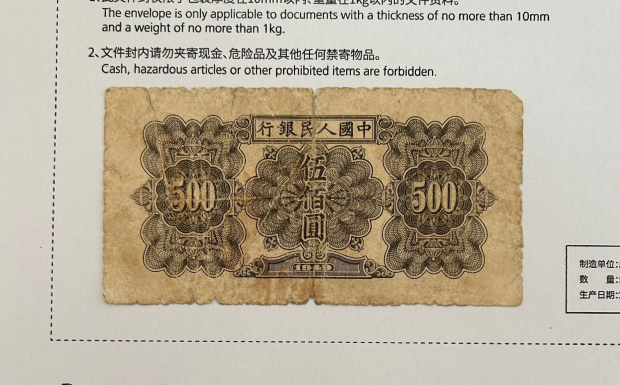 The envelope is only applicable to documents with a thickness of no more than 10mm
and a weight of no more than 1kg.
2、文件封内请勿夹寄现金、危险品及其他任何禁寄物品。
Cash, hazardous articles or other prohibited items are forbidden.
行銀民人國中
500
伍佰圓
500
1949
制造单位:
数 量:
生产日期: